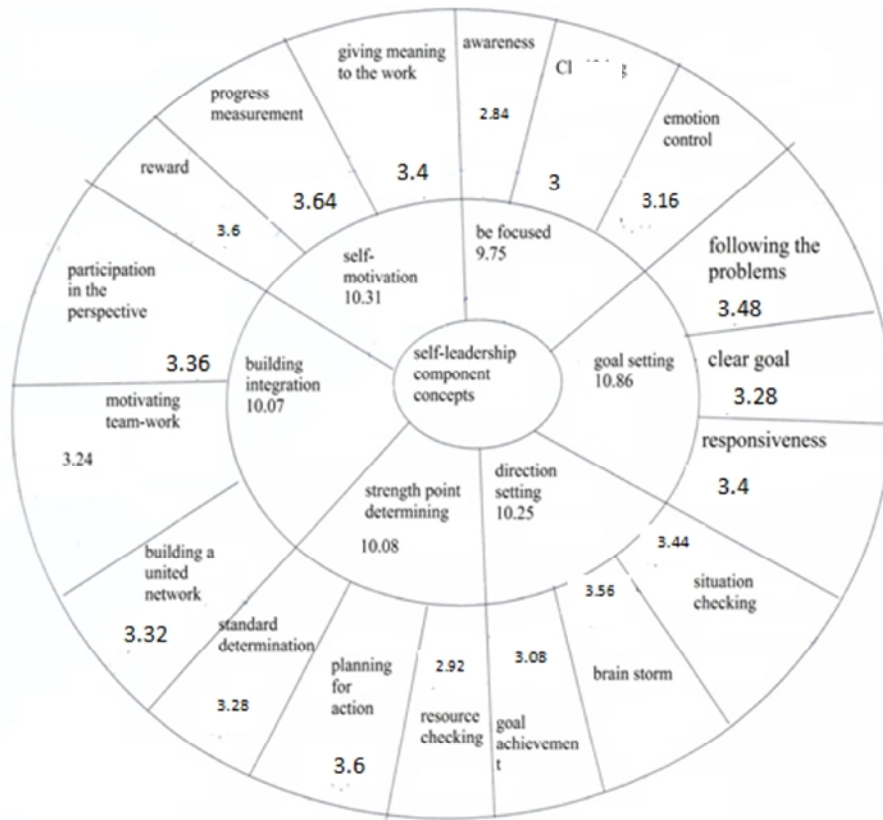 giving meaning
to the work
3.4
awareness
2.84
3
emotion
control
3.16
following the
problems
3.48
clear goal
3.28
responsiveness
3.4
situation
checking
3.44
brain storm
3.56
goal
achievemen
t
3.08
resource
checking
2.92
planning
for
action
3.6
standard
determination
3.28
building a
united
network
3.32
motivating
team-work
3.24
participation
in the
perspective
3.36
reward
3.6
progress
measurement
3.64
self-
motivation
10.31
be focused
9.75
goal setting
10.86
direction
setting
10.25
strength point
determining
10.08
building
integration
10.07
self-leadership
component
concepts